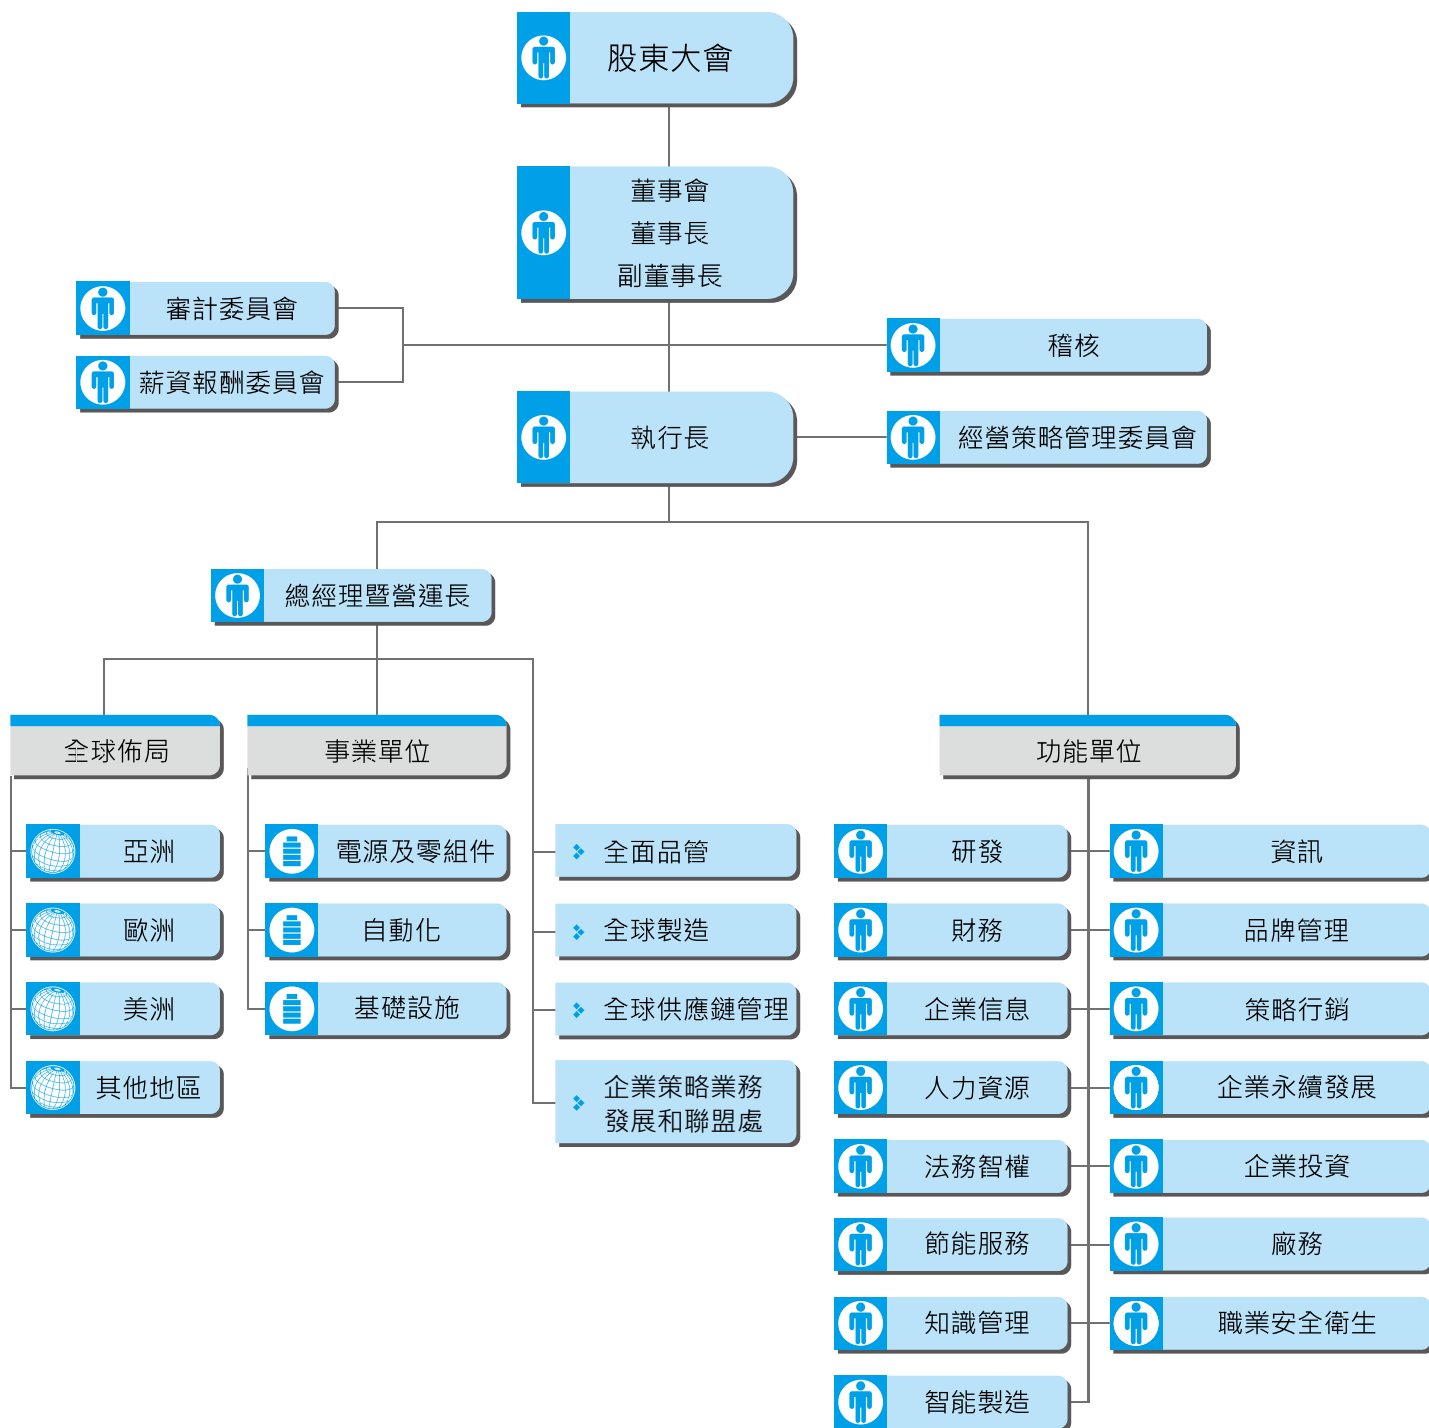 股東大會
董事會
董事長
副董事長
審計委員會
薪資報酬委員會
稽核
執行長
經營策略管理委員會
總經理暨營運長
全球佈局
事業單位
功能單位
亞洲
歐洲
美洲
其他地區
電源及零組件
自動化
基礎設施
全面品管
全球製造
全球供應鏈管理
企業策略業務
發展和聯盟處
研發
財務
企業信息
人力資源
法務智權
節能服務
知識管理
智能製造
資訊
品牌管理
策略行銷
企業永續發展
企業投資
廠務
職業安全衛生